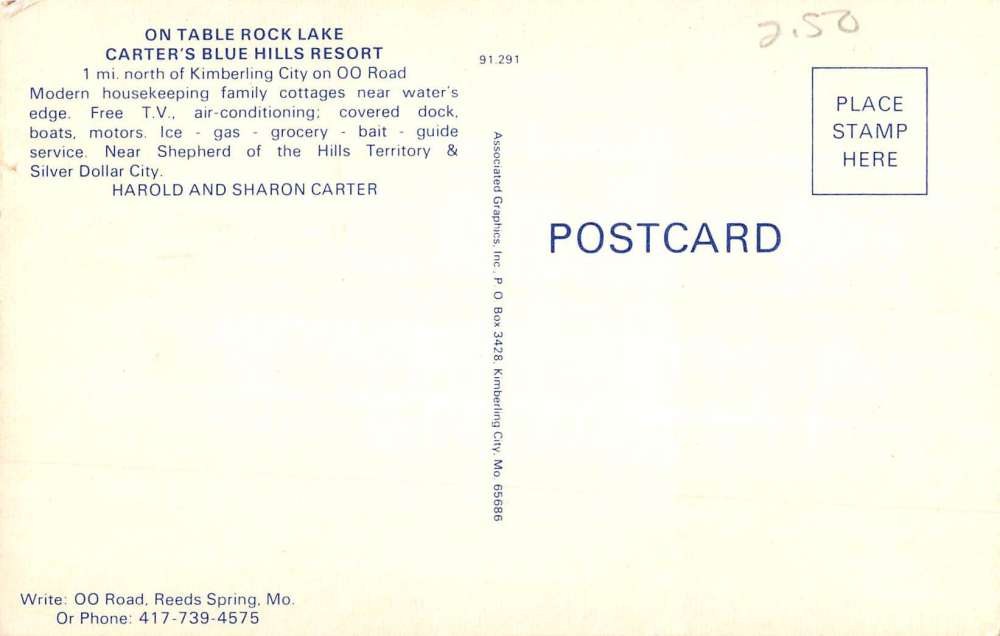 ON TABLE ROCK LAKE
CARTER'S BLUE HILLS RESORT
1 mi. north of Kimberling City on OO Road
Modern housekeeping family cottages near water's
edge. Free T.V., air-conditioning; covered dock,
boats, motors. Ice - gas - grocery - bait - guide
service. Near Shepherd of the Hills Territory &
Silver Dollar City.
HAROLD AND SHARON CARTER
Write: OO Road, Reeds Spring, Mo.
Or Phone: 417-739-4575
91.291
Associated Graphics, Inc., P. O. Box 3428, Kimberling City, Mo. 65686
2.50
PLACE
STAMP
HERE
POSTCARD